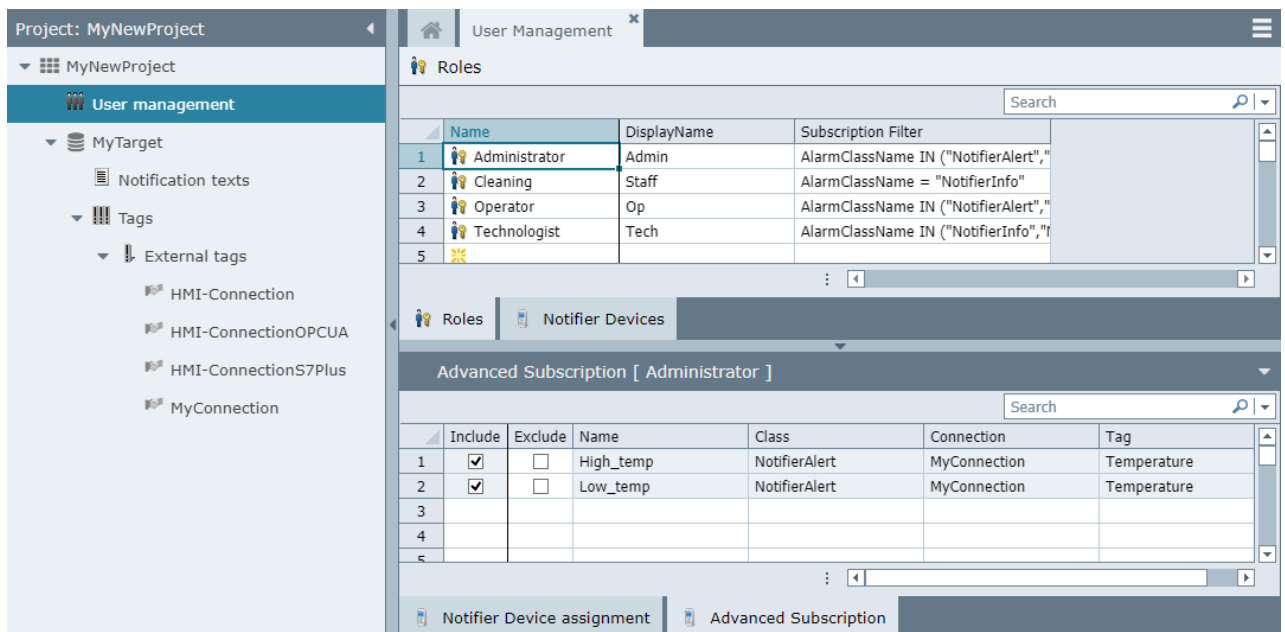 Project: MyNewProject
MyNewProject
User management
MyTarget
Notification texts
Tags
External tags
HMI-Connection
HMI-ConnectionOPCUA
HMI-ConnectionS7Plus
MyConnection
User Management
Roles
Search
Name DisplayName Subscription Filter
1 Administrator Admin AlarmClassName IN ("NotifierAlert","
2 Cleaning Staff AlarmClassName = "NotifierInfo"
3 Operator Op AlarmClassName IN ("NotifierAlert","
4 Technologist Tech AlarmClassName IN ("NotifierInfo","
5
Roles Notifier Devices
Advanced Subscription [ Administrator ]
Search
Include Exclude Name Class Connection Tag
1 High_temp NotifierAlert MyConnection Temperature
2 Low_temp NotifierAlert MyConnection Temperature
3
4
5
Notifier Device assignment Advanced Subscription